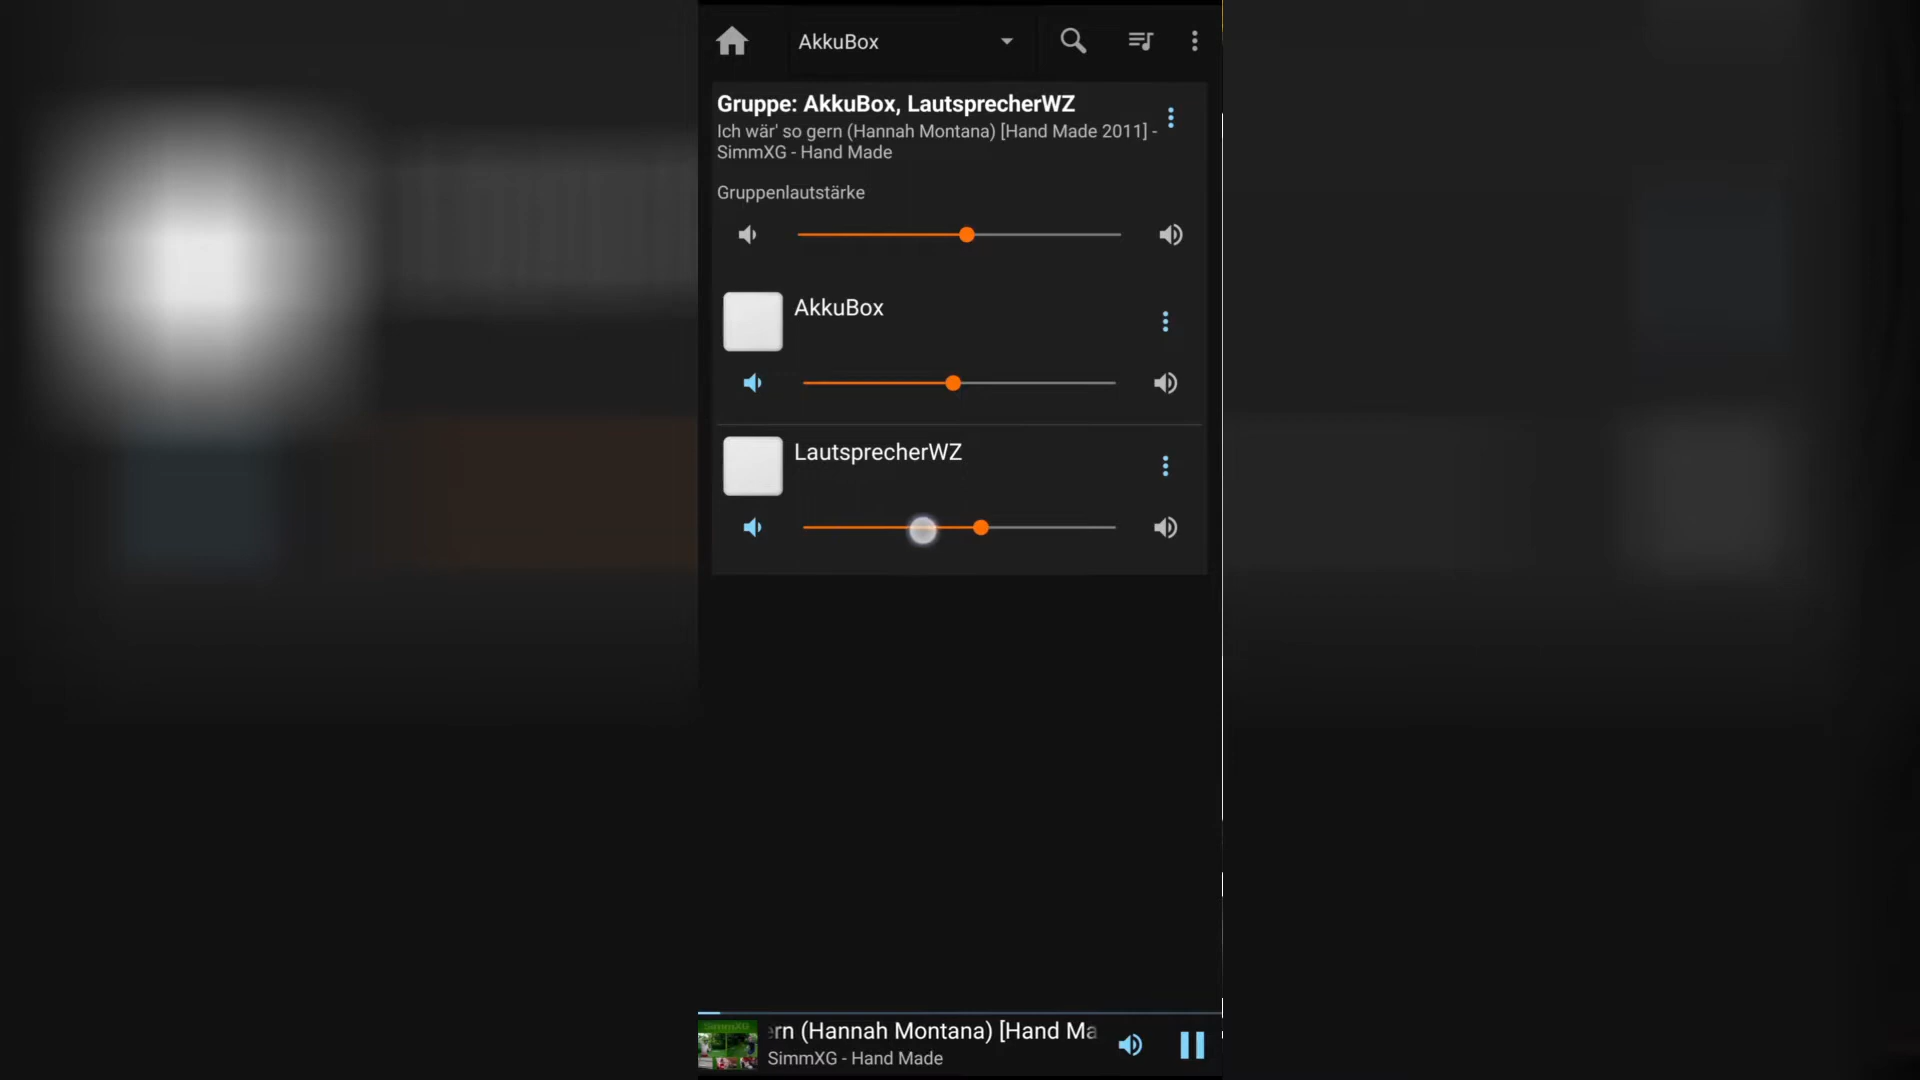 AkkuBox
Gruppe: AkkuBox, LautsprecherWZ
Ich wär' so gern (Hannah Montana) [Hand Made 2011] -
SimmXG - Hand Made
Gruppenlautstärke
AkkuBox
LautsprecherWZ
SimmXG
rn (Hannah Montana) [Hand Ma
SimmXG - Hand Made